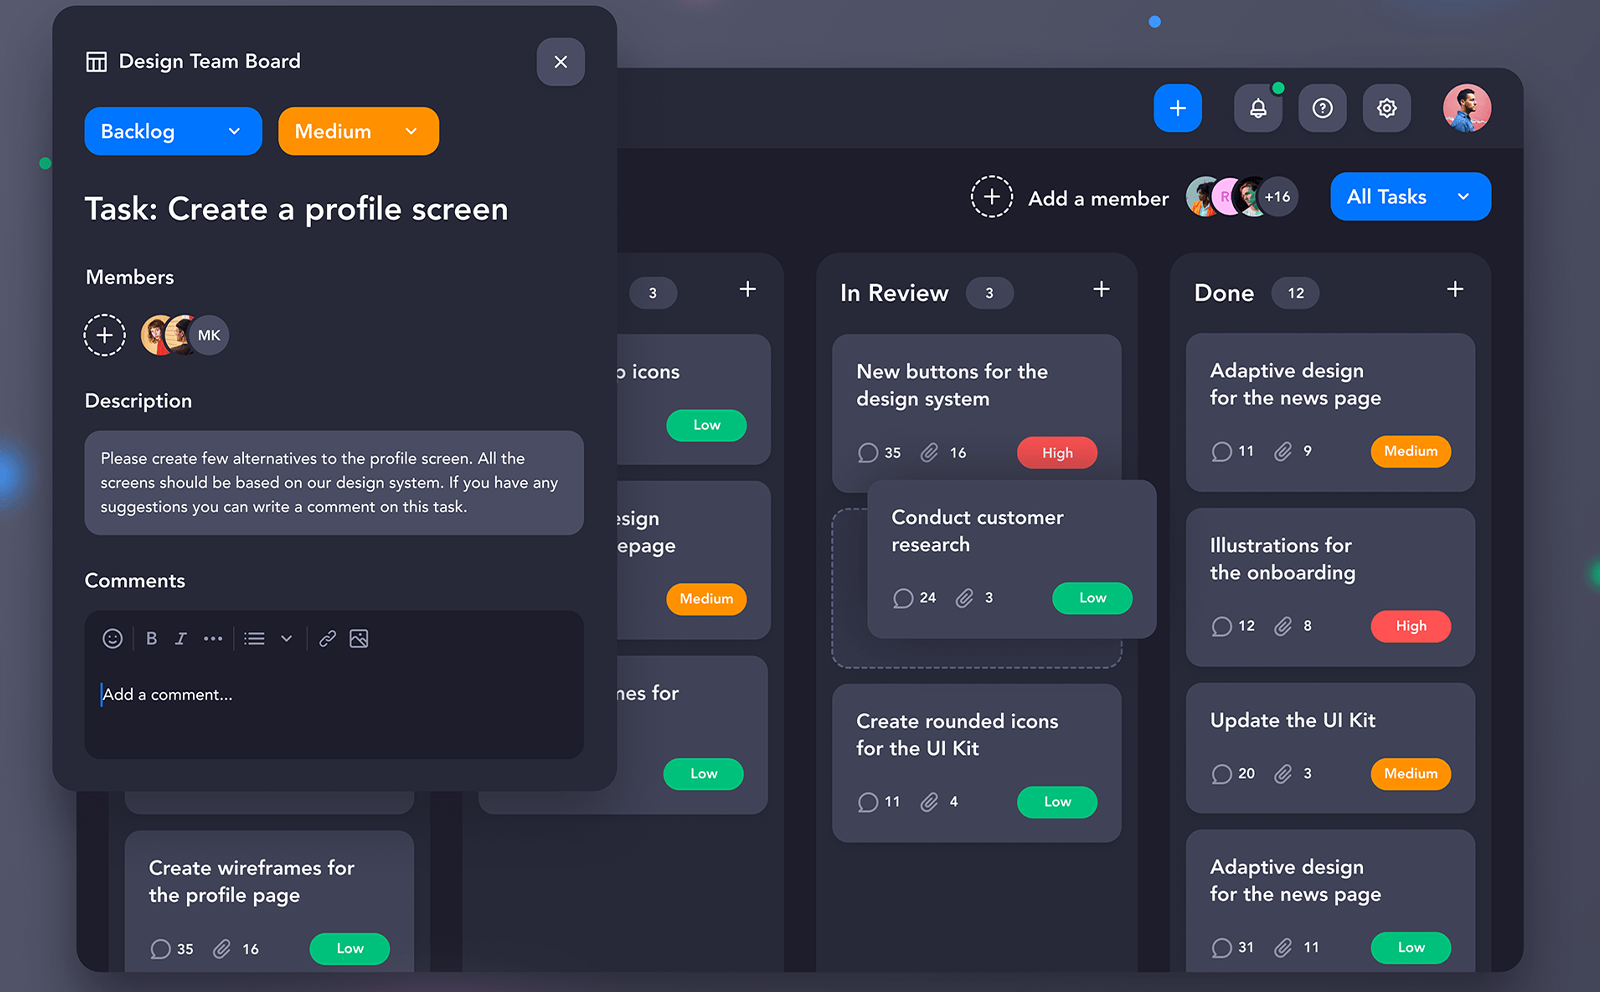 Design Team Board
Backlog
Medium
Task: Create a profile screen
Members
MK
Description
Please create few alternatives to the profile screen. All the
screens should be based on our design system. If you have any
suggestions you can write a comment on this task.
Comments
B I
Add a comment...
Add a member
R
+16
All Tasks
Create wireframes for
the profile page
35 16 Low
3
icons
Low
Medium
for
Low
In Review 3
New buttons for the
design system
35 16 High
Conduct customer
research
24 3 Low
Create rounded icons
for the UI Kit
11 4 Low
Done 12
Adaptive design
for the news page
11 9 Medium
Illustrations for
the onboarding
12 8 High
Update the UI Kit
20 3 Medium
Adaptive design
for the news page
31 11 Low